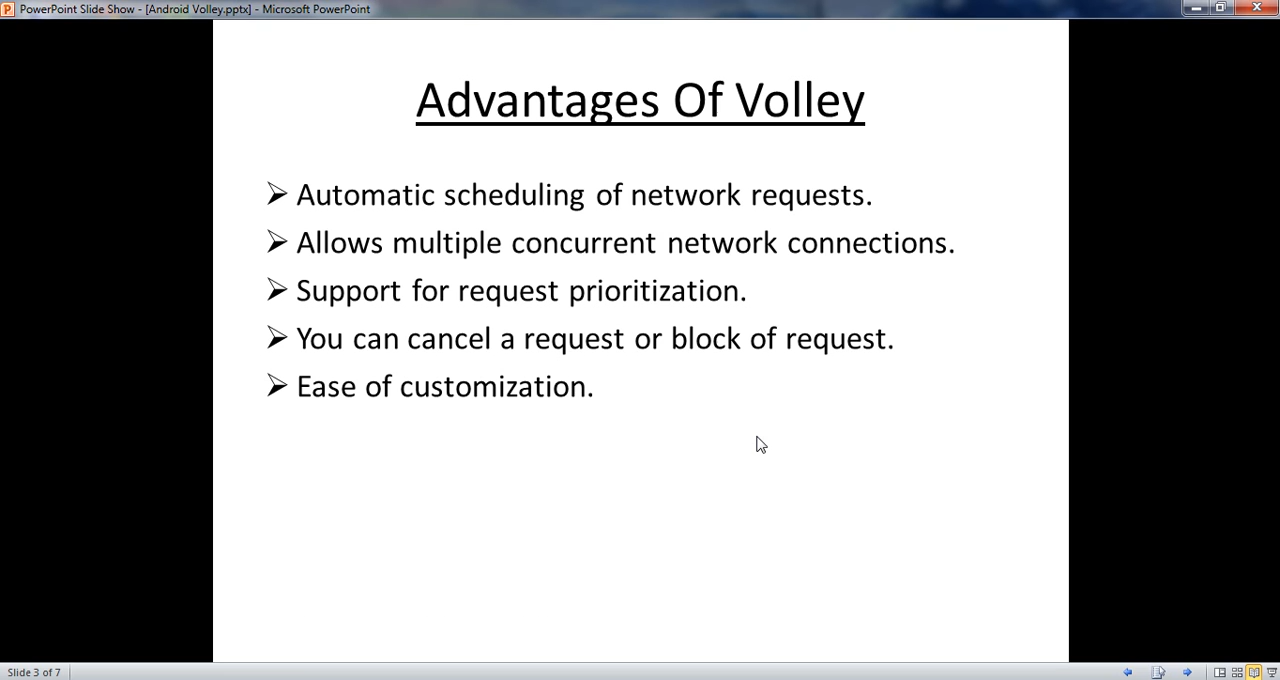 PowerPoint Slide Show - [Android Volley.pptx] - Microsoft PowerPoint
Advantages Of Volley
➢ Automatic scheduling of network requests.
➢ Allows multiple concurrent network connections.
➢ Support for request prioritization.
➢ You can cancel a request or block of request.
➢ Ease of customization.
Slide 3 of 7